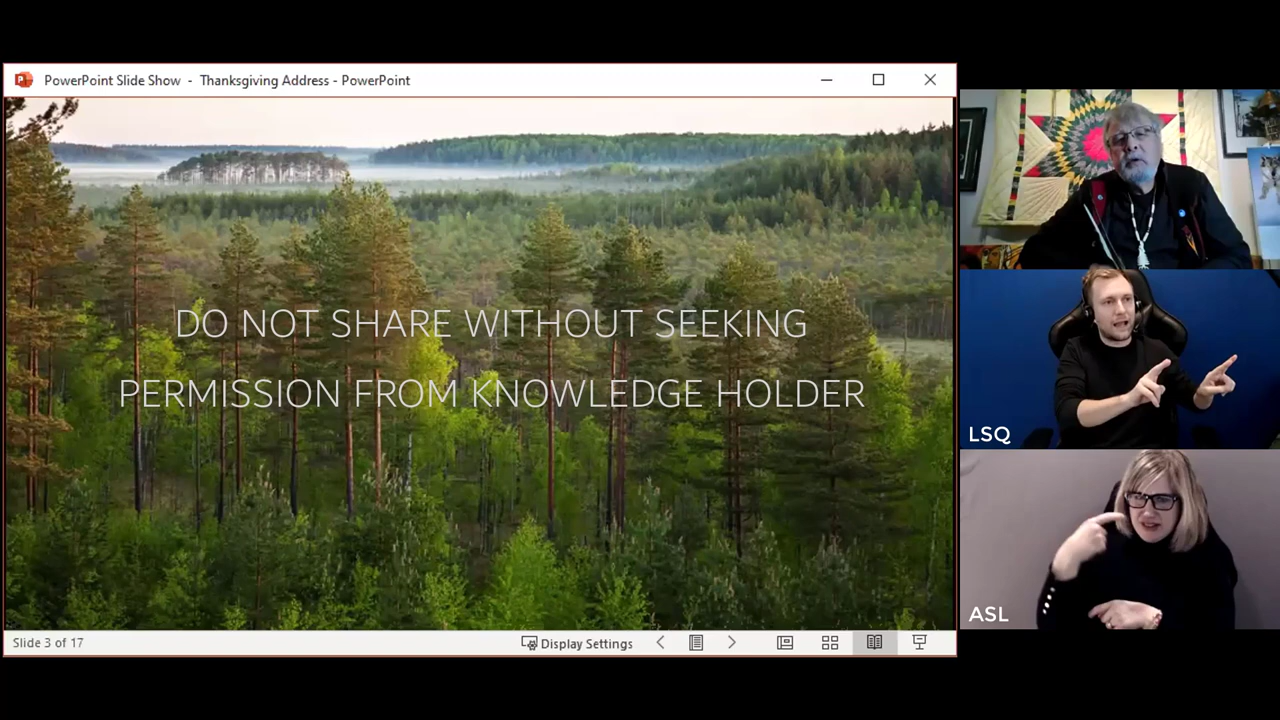 PowerPoint Slide Show - Thanksgiving Address - PowerPoint
DO NOT SHARE WITHOUT SEEKING
PERMISSION FROM KNOWLEDGE HOLDER
LSQ
ASL
Slide 3 of 17
Display Settings